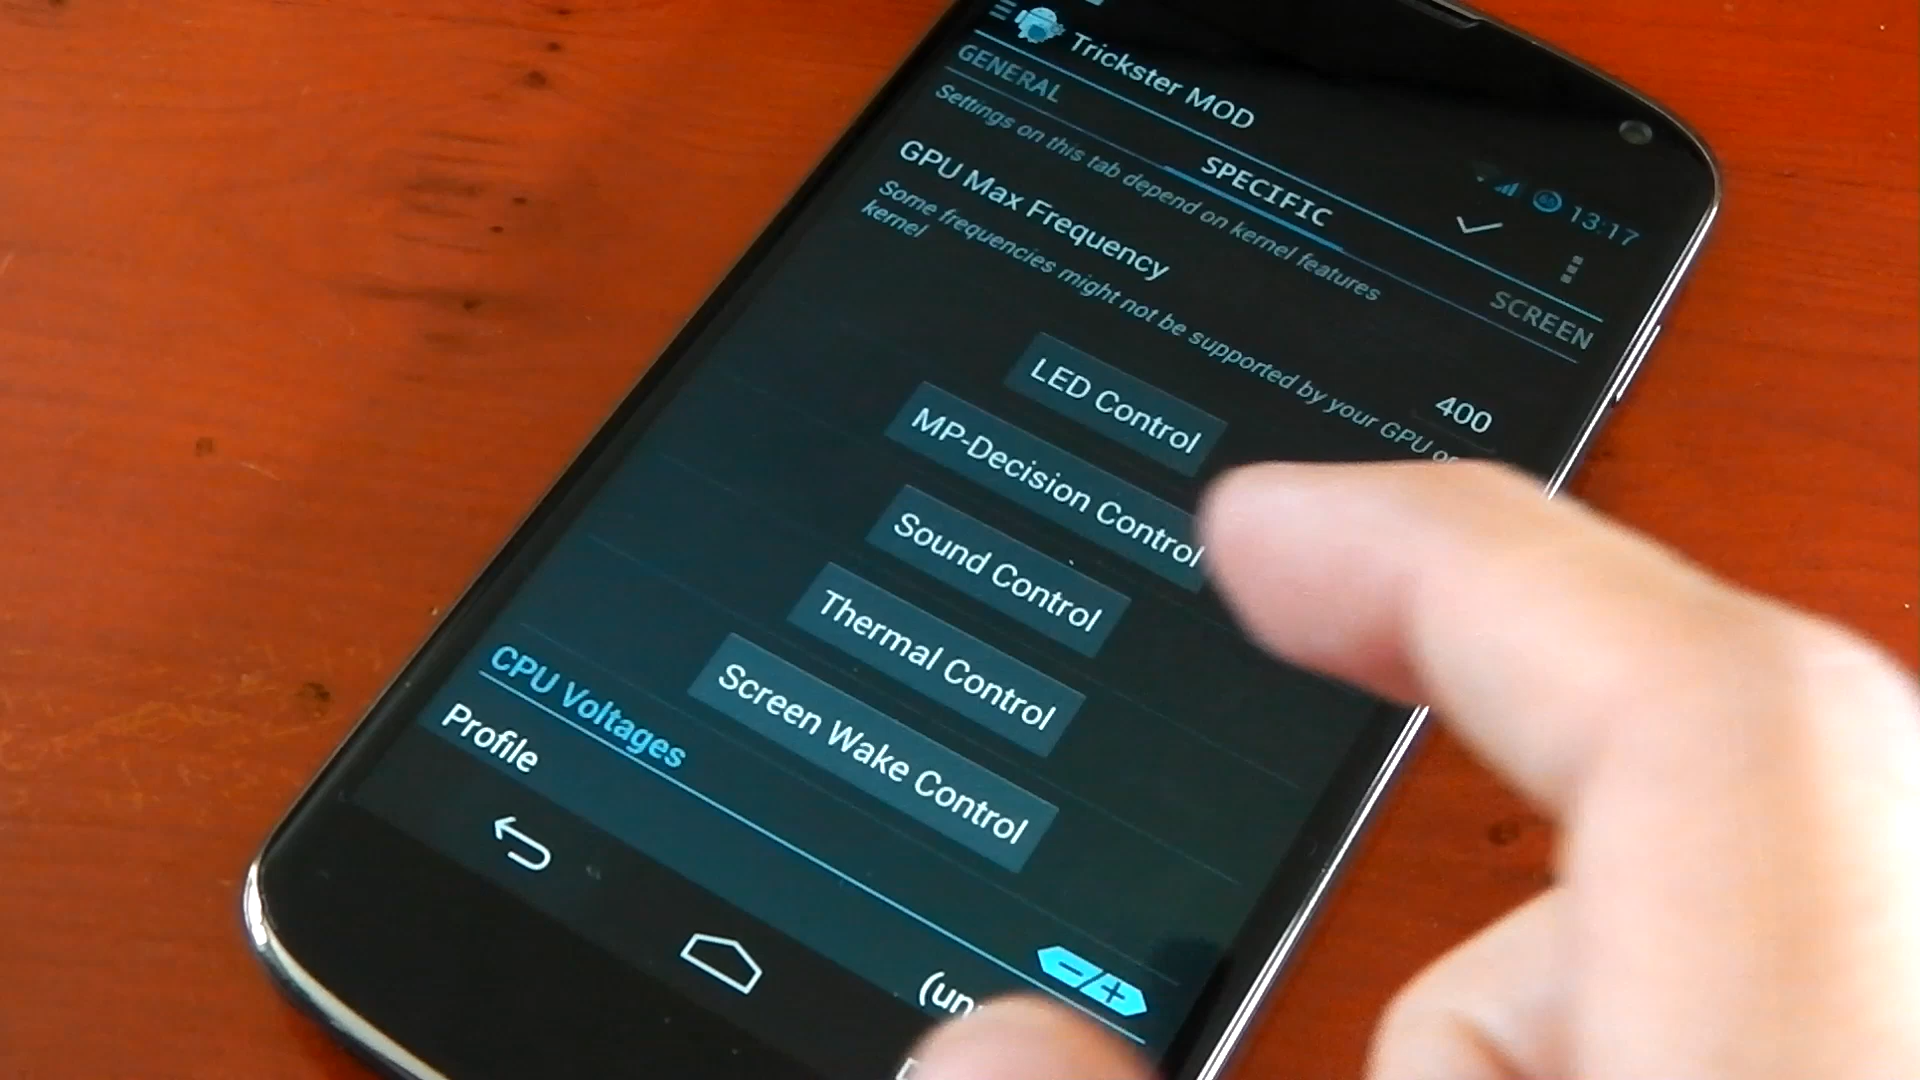 13:17
Trickster MOD
GENERAL
SPECIFIC
SCREEN
Settings on this tab depend on kernel features
GPU Max Frequency
400
Some frequencies might not be supported by your GPU or
kernel
LED Control
MP-Decision Control
Sound Control
Thermal Control
Screen Wake Control
CPU Voltages
-/+
Profile